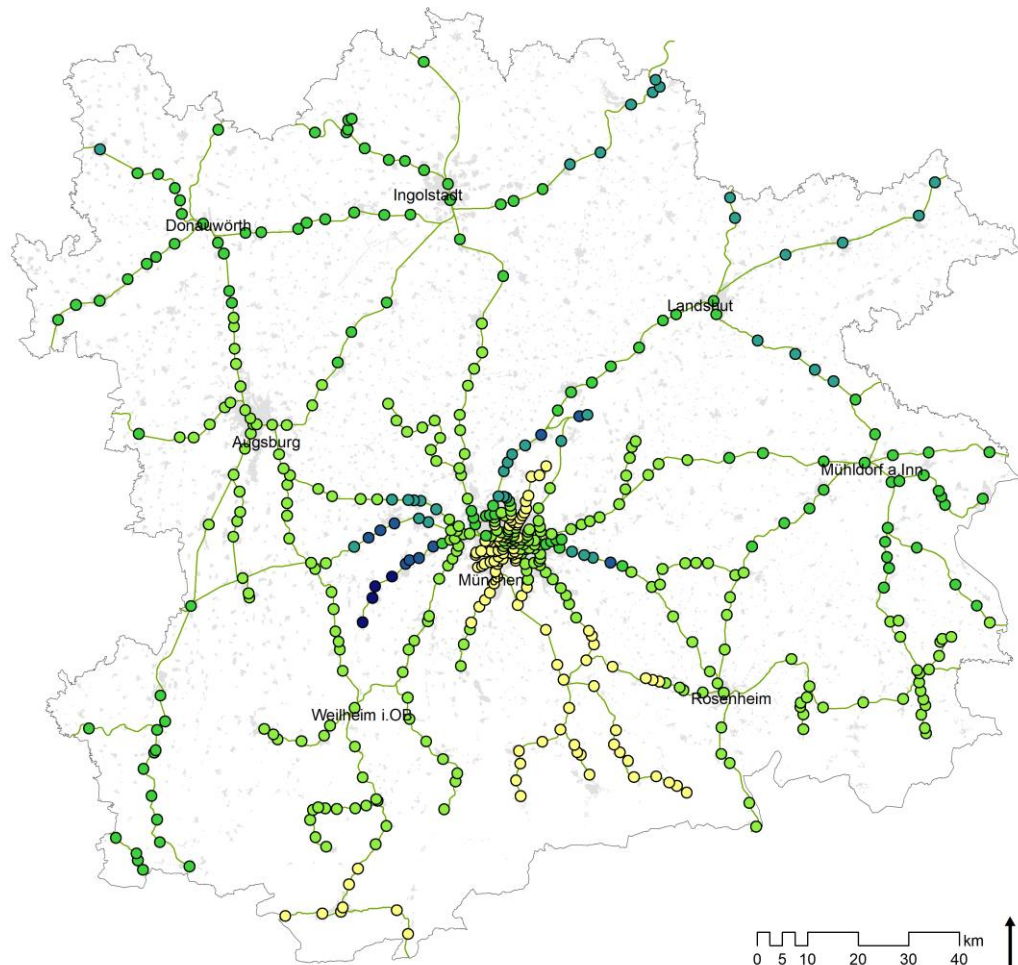 Ingolstadt
Donauwörth
Landshut
Augsburg
Mühldorf a.Inn
München
Rosenheim
Weilheim i.OB
km
0 5 10 20 30 40